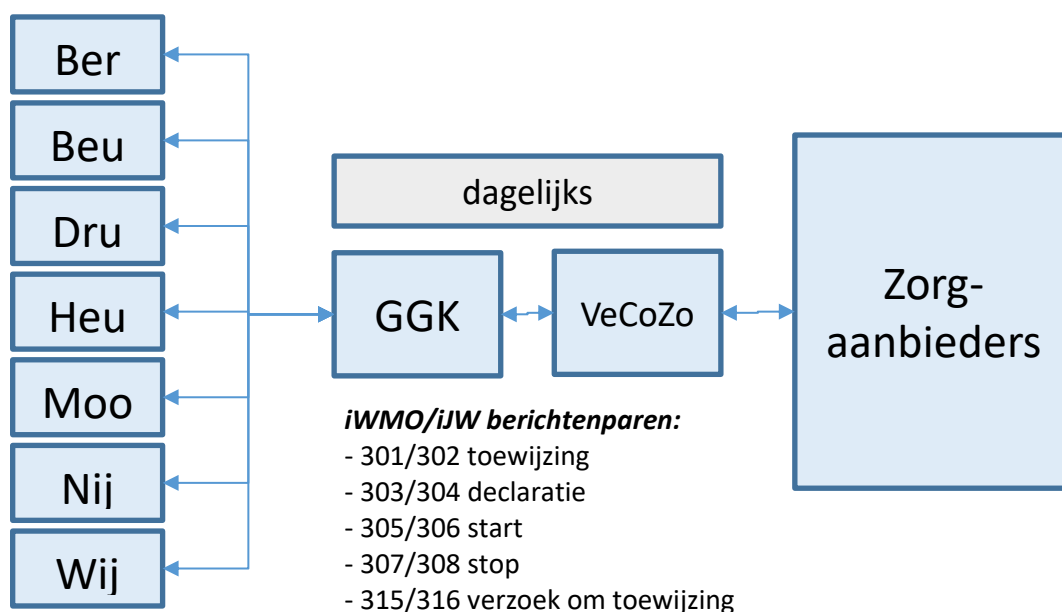 Ber
Beu
Dru
Heu
Moo
Nij
Wij
dagelijks
GGK
VeCoZo
Zorg-
aanbieders
iWMO/iJW berichtenparen:
- 301/302 toewijzing
- 303/304 declaratie
- 305/306 start
- 307/308 stop
- 315/316 verzoek om toewijzing